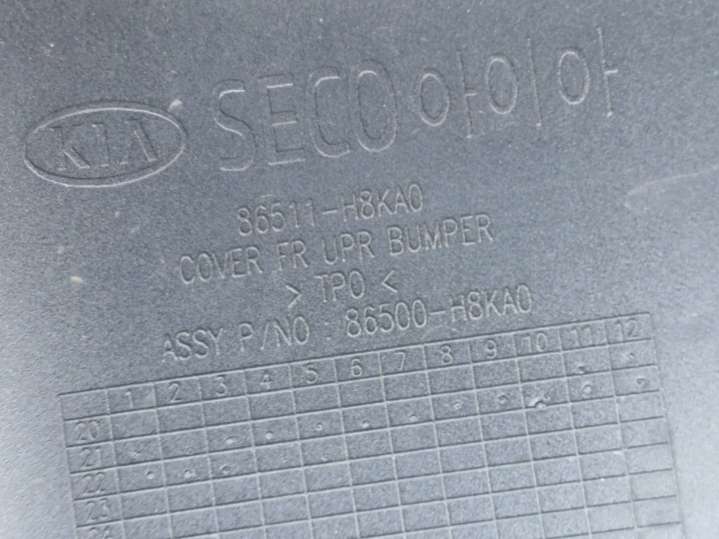 KIA SECO 아이아
86511-H8KA0
COVER FR UPR BUMPER
> TPO <
ASSY P/NO : 86500-H8KA0
1 2 3 4 5 6 7 8 9 10 11 12
20
21
22
23
24